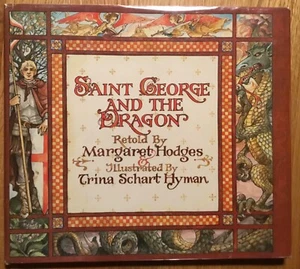 SAINT GEORGE
AND THE
DRAGON
Retold By
Margaret Hodges
Illustrated By
Trina Schart Hyman